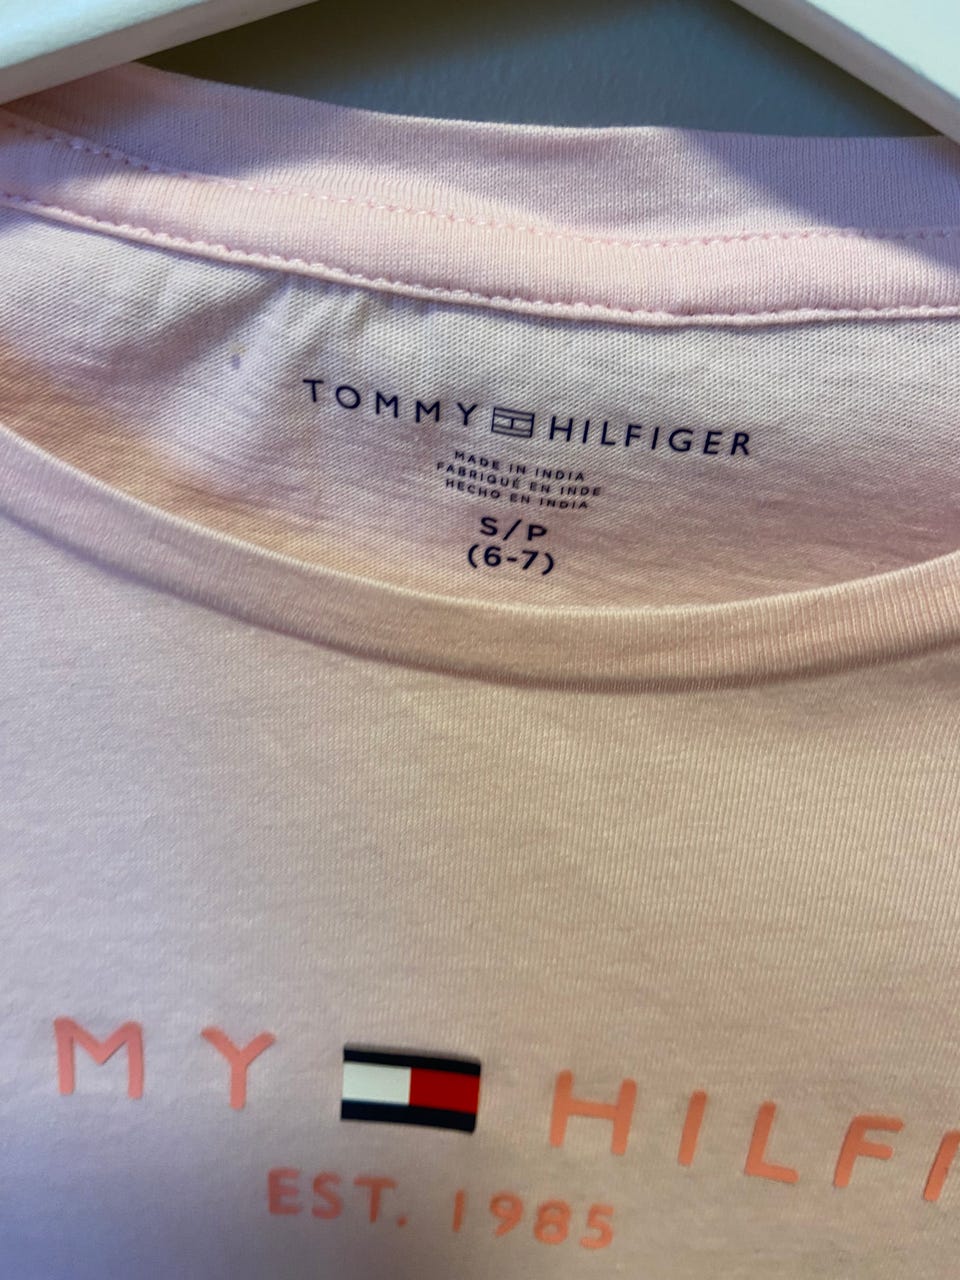 TOMMY HILFIGER
MADE IN INDIA
FABRIQUÉ EN INDE
HECHO EN INDIA
S/P
(6-7)
MY HILFI
EST. 1985